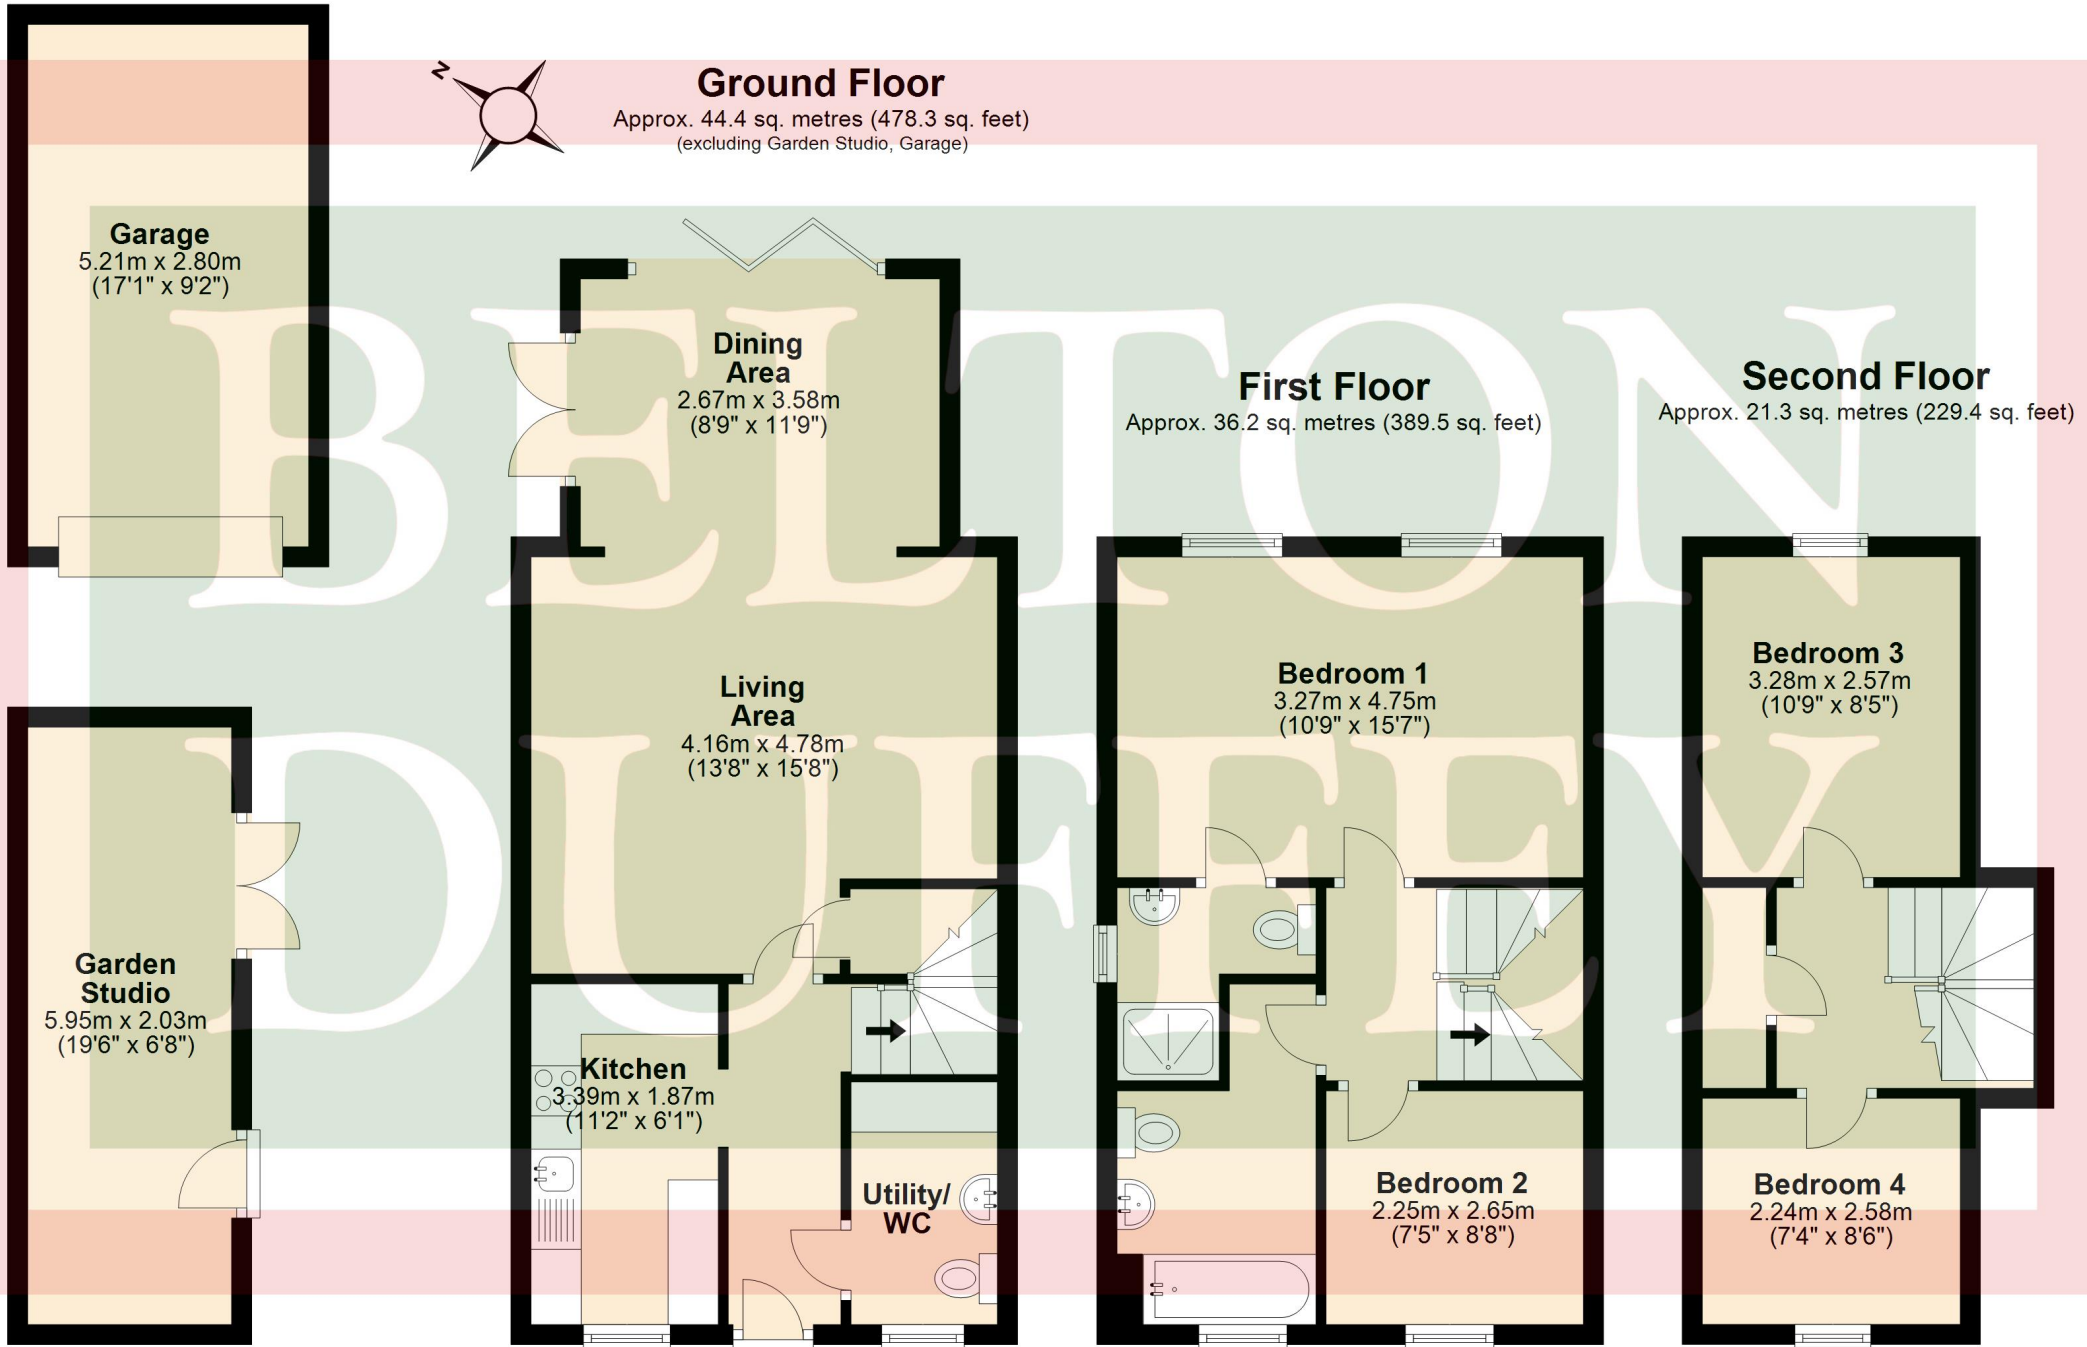 N
Ground Floor
Approx. 44.4 sq. metres (478.3 sq. feet)
(excluding Garden Studio, Garage)
Garage
5.21m x 2.80m
(17'1" x 9'2")
Dining
Area
2.67m x 3.58m
(8'9" x 11'9")
First Floor
Approx. 36.2 sq. metres (389.5 sq. feet)
Second Floor
Approx. 21.3 sq. metres (229.4 sq. feet)
BELTON
DUFFEY
Living
Area
4.16m x 4.78m
(13'8" x 15'8")
Bedroom 1
3.27m x 4.75m
(10'9" x 15'7")
Bedroom 3
3.28m x 2.57m
(10'9" x 8'5")
Garden
Studio
5.95m x 2.03m
(19'6" x 6'8")
Kitchen
3.39m x 1.87m
(11'2" x 6'1")
Utility/
WC
Bedroom 2
2.25m x 2.65m
(7'5" x 8'8")
Bedroom 4
2.24m x 2.58m
(7'4" x 8'6")